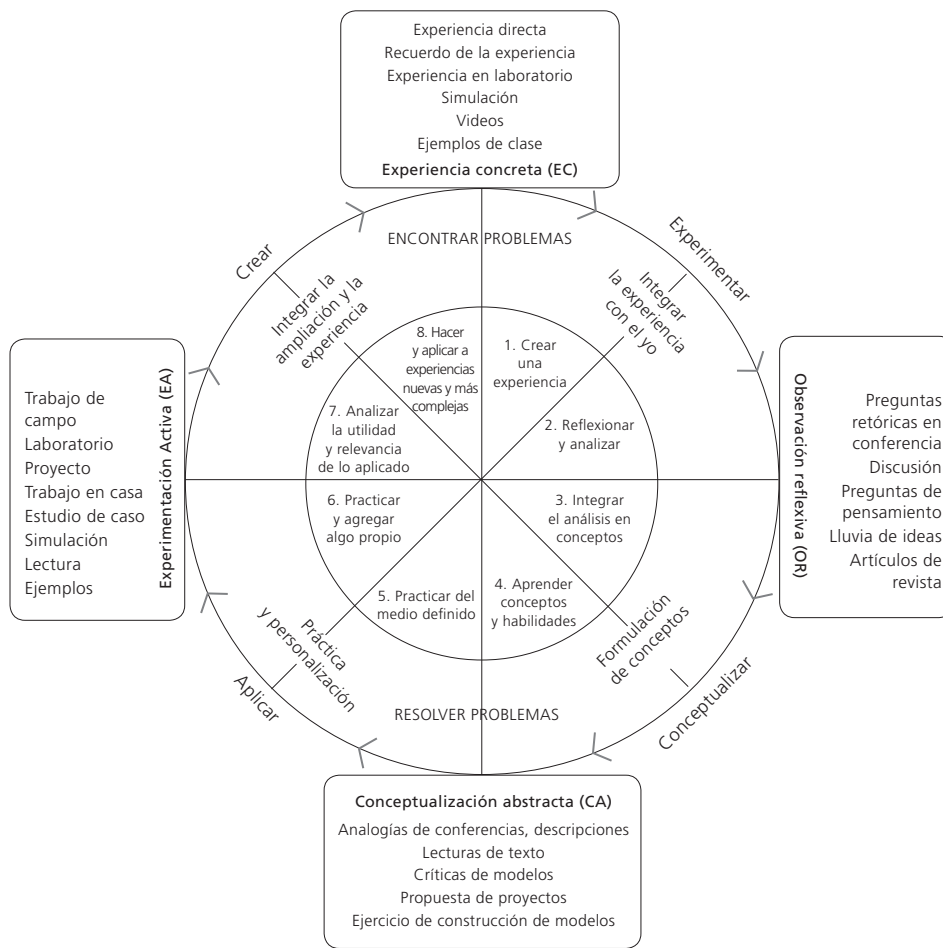 Experiencia directa
Recuerdo de la experiencia
Experiencia en laboratorio
Simulación
Videos
Ejemplos de clase
Experiencia concreta (EC)
ENCONTRAR PROBLEMAS
Crear
Experimentar
Integrar la
ampliación y la
experiencia
Integrar
la experiencia
con el yo
8. Hacer
y aplicar a
experiencias
nuevas y más
complejas
1. Crear
una
experiencia
7. Analizar
la utilidad
y relevancia
de lo aplicado
2. Reflexionar
y analizar
6. Practicar
y agregar
algo propio
3. Integrar
el análisis en
conceptos
5. Practicar del
medio definido
4. Aprender
conceptos
y habilidades
Trabajo de
campo
Laboratorio
Proyecto
Trabajo en casa
Estudio de caso
Simulación
Lectura
Ejemplos
Experimentación Activa (EA)
Observación reflexiva (OR)
Preguntas
retóricas en
conferencia
Discusión
Preguntas de
pensamiento
Lluvia de ideas
Artículos de
revista
Práctica
y personalización
Formulación
de conceptos
Aplicar
Conceptualizar
RESOLVER PROBLEMAS
Conceptualización abstracta (CA)
Analogías de conferencias, descripciones
Lecturas de texto
Críticas de modelos
Propuesta de proyectos
Ejercicio de construcción de modelos